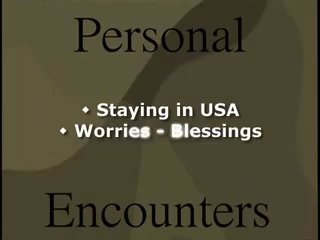 Personal
◆ Staying in USA
◆ Worries - Blessings
Encounters